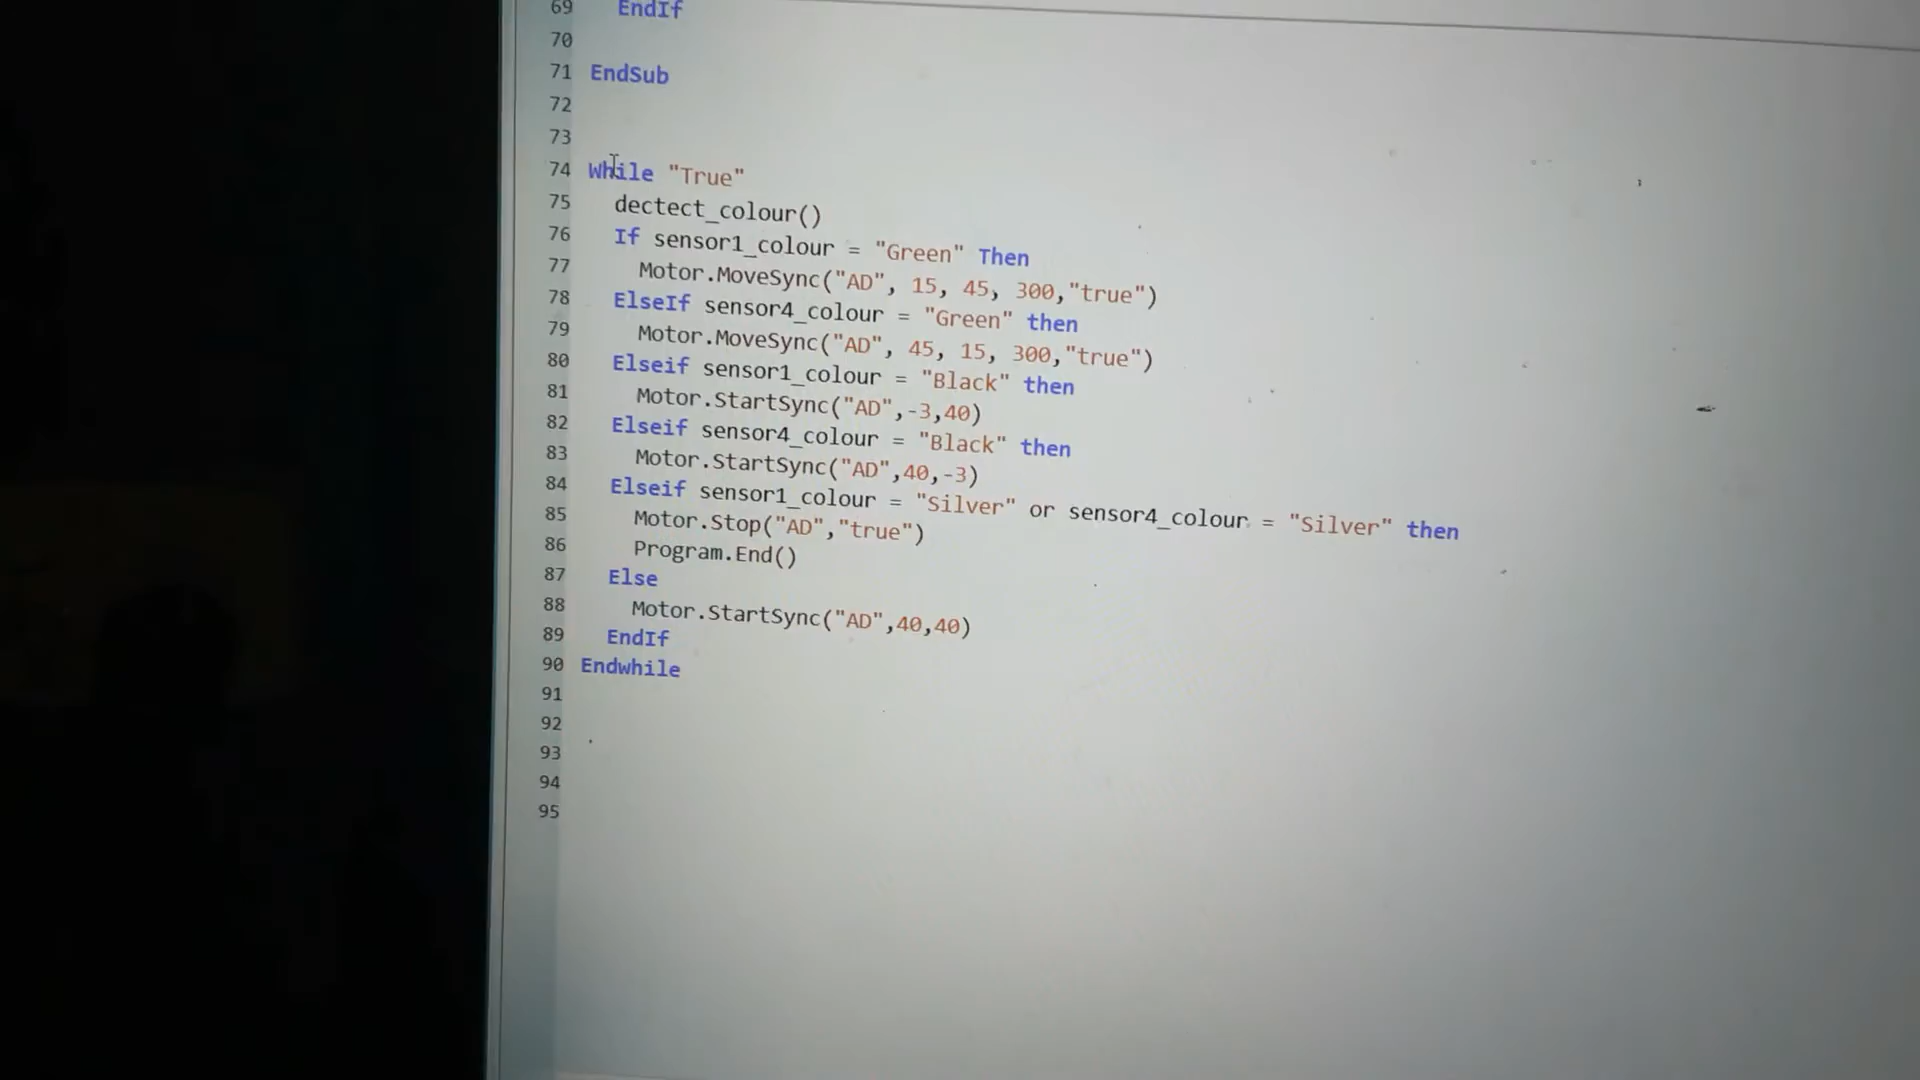 69 EndIf
70
71 EndSub
72
73
74 While "True"
75 dectect_colour()
76 If sensor1_colour = "Green" Then
77 Motor.MoveSync("AD", 15, 45, 300,"true")
78 ElseIf sensor4_colour = "Green" then
79 Motor.MoveSync("AD", 45, 15, 300,"true")
80 Elseif sensor1_colour = "Black" then
81 Motor.StartSync("AD",-3,40)
82 Elseif sensor4_colour = "Black" then
83 Motor.StartSync("AD",40,-3)
84 Elseif sensor1_colour = "Silver" or sensor4_colour = "Silver" then
85 Motor.Stop("AD","true")
86 Program.End()
87 Else
88 Motor.StartSync("AD",40,40)
89 EndIf
90 Endwhile
91
92
93
94
95